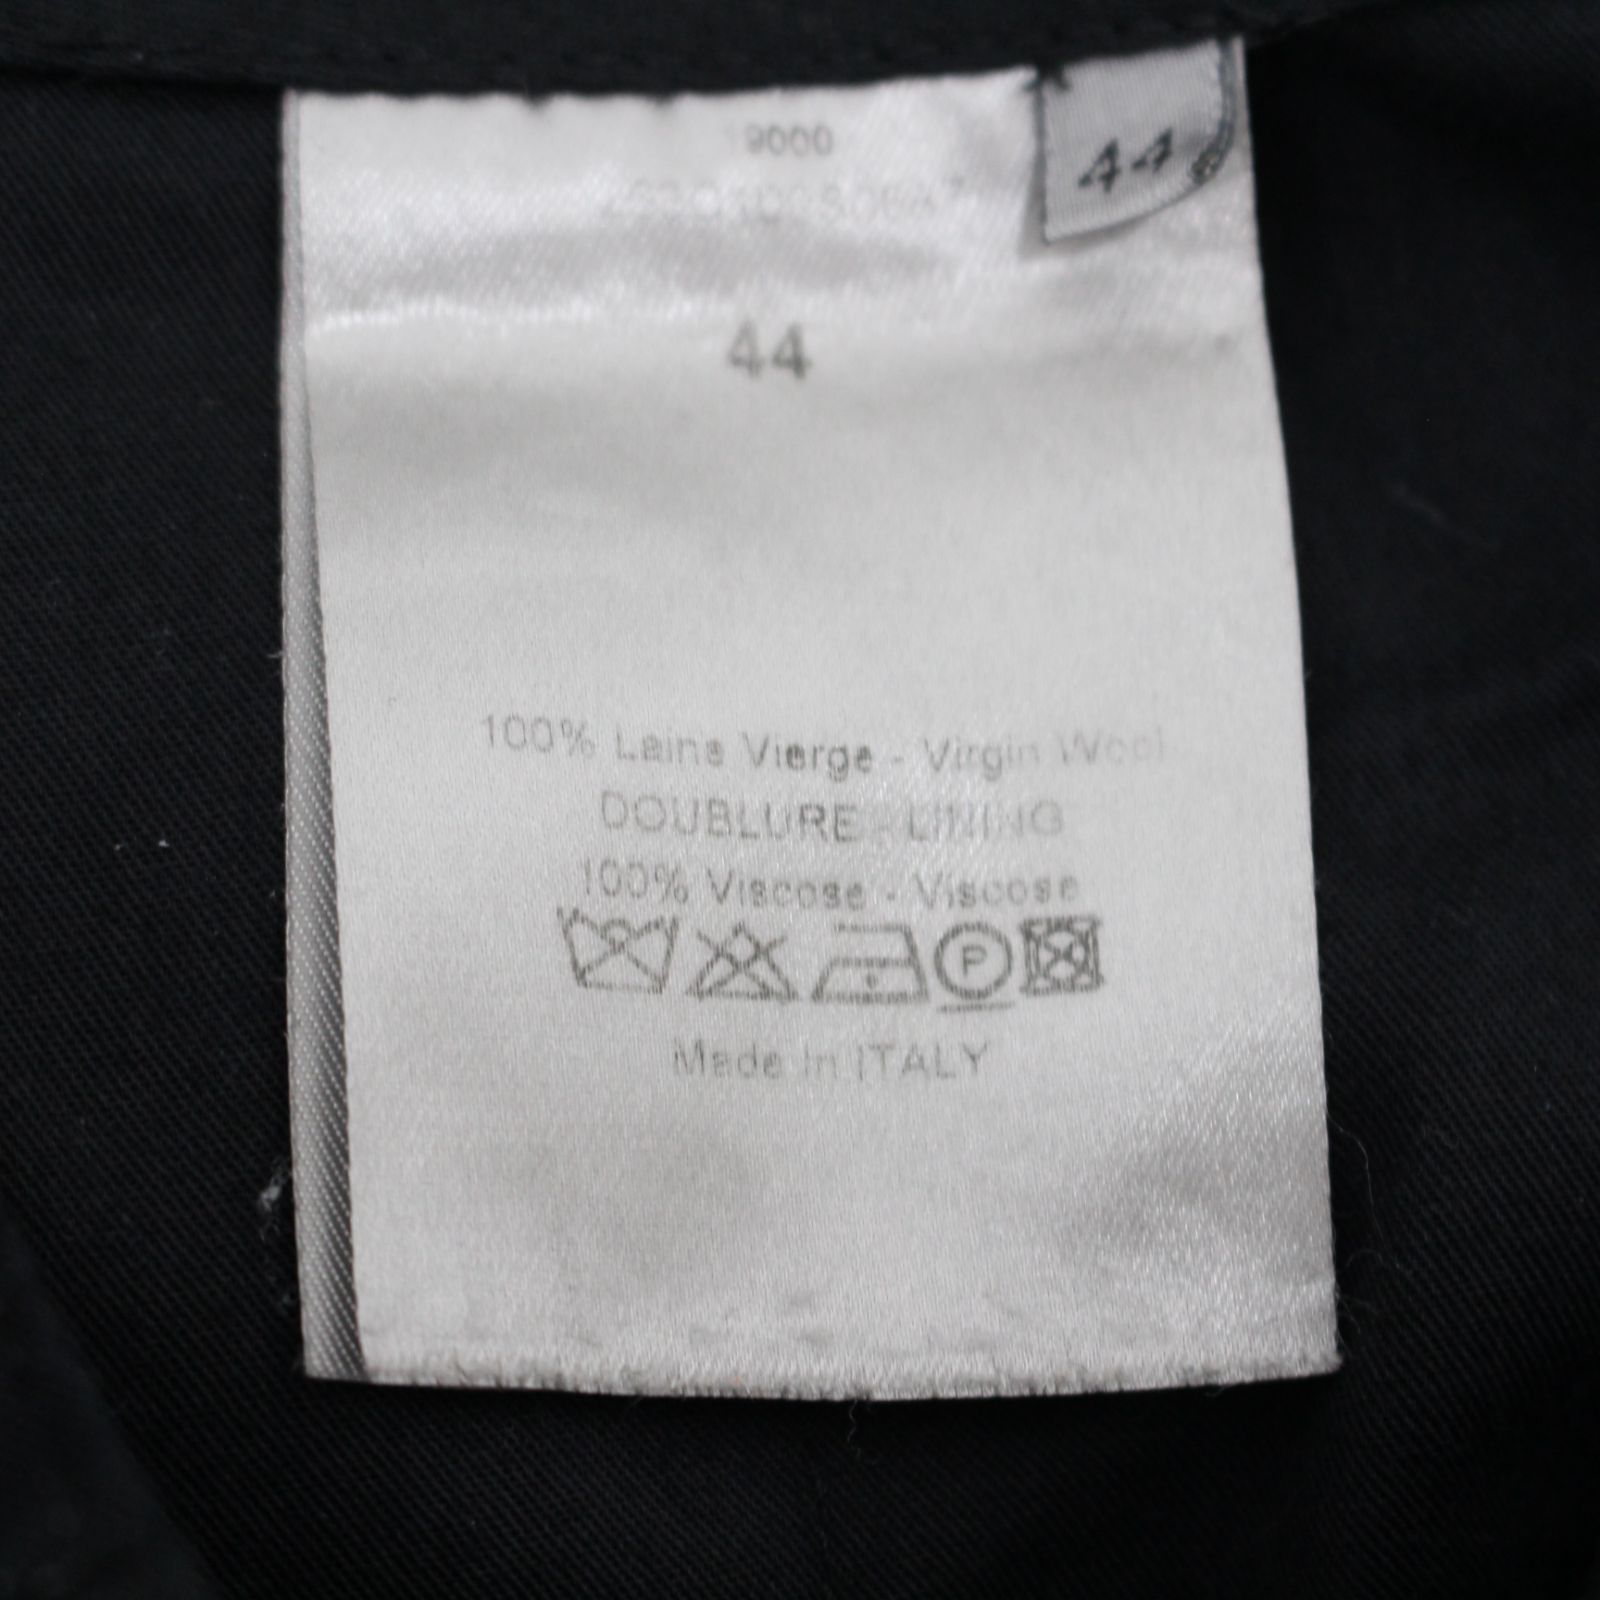 9000
44
44
100% Laine Vierge - Virgin Wool
DOUBLURE - LINING
100% Viscose - Viscose
P
Made in ITALY